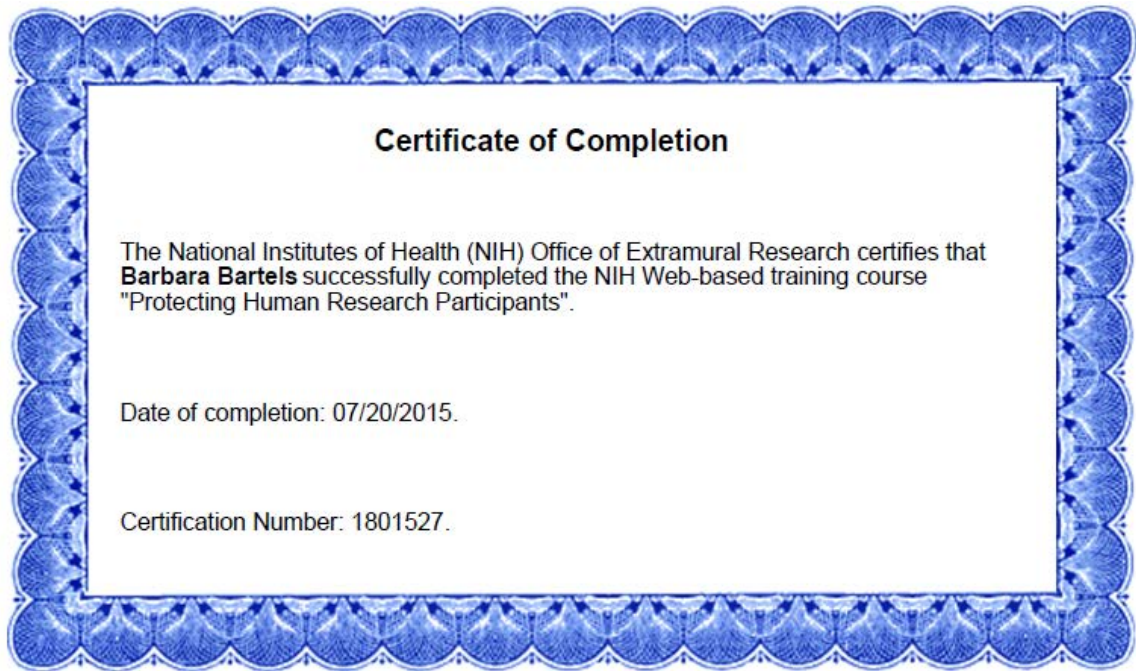 Certificate of Completion
The National Institutes of Health (NIH) Office of Extramural Research certifies that
Barbara Bartels successfully completed the NIH Web-based training course
"Protecting Human Research Participants".
Date of completion: 07/20/2015.
Certification Number: 1801527.